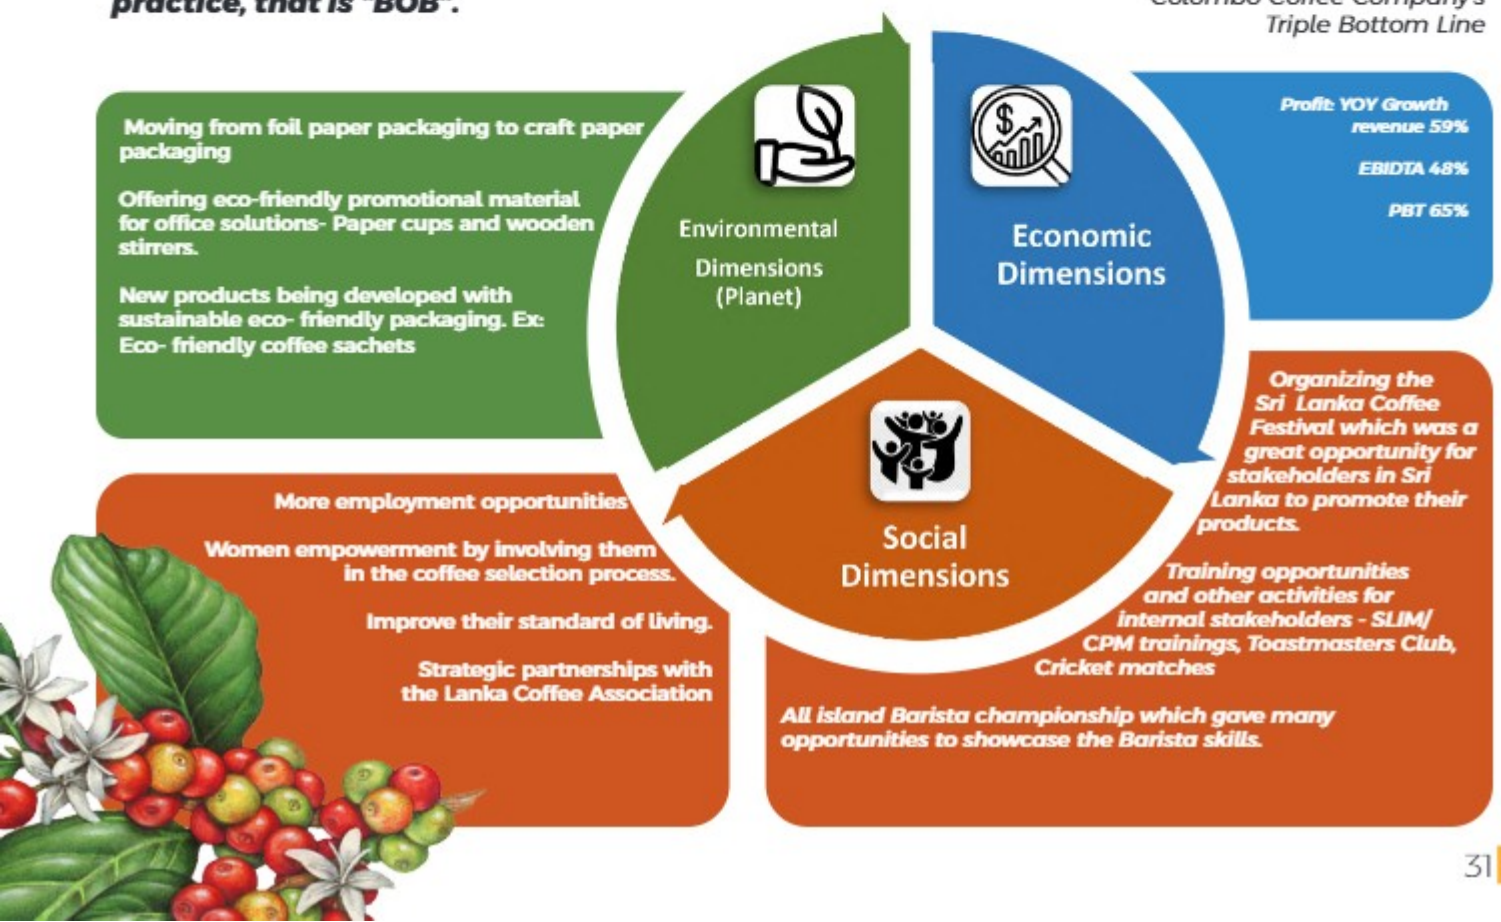 practice, that is "BOB".
Colombo Coffee Company's
Triple Bottom Line
Moving from foil paper packaging to craft paper
packaging
Offering eco-friendly promotional material
for office solutions- Paper cups and wooden
stirrers.
New products being developed with
sustainable eco- friendly packaging. Ex:
Eco- friendly coffee sachets
Environmental
Dimensions
(Planet)
$
Economic
Dimensions
Profit: YOY Growth
revenue 59%
EBIDTA 48%
PBT 65%
More employment opportunities
Women empowerment by involving them
in the coffee selection process.
Improve their standard of living.
Strategic partnerships with
the Lanka Coffee Association
Social
Dimensions
Organizing the
Sri Lanka Coffee
Festival which was a
great opportunity for
stakeholders in Sri
Lanka to promote their
products.
Training opportunities
and other activities for
internal stakeholders - SLIM/
CPM trainings, Toastmasters Club,
Cricket matches
All island Barista championship which gave many
opportunities to showcase the Barista skills.
31